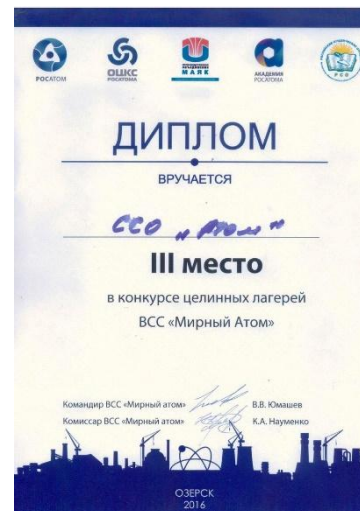 РОСАТОМ
ОЦКС
РОСАТОМА
МАЯК
АКАДЕМИЯ
РОСАТОМА
РСО
ДИПЛОМ
ВРУЧАЕТСЯ
ССО "Атом"
III место
в конкурсе целинных лагерей
ВСС «Мирный Атом»
Командир ВСС «Мирный атом» В.В. Юмашев
Комиссар ВСС «Мирный атом» К.А. Науменко
ОЗЕРСК
2016